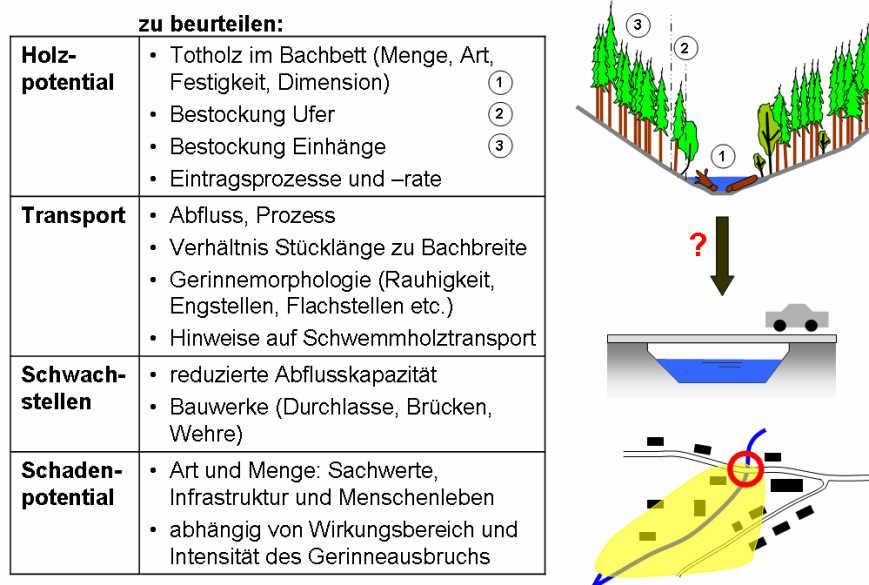 zu beurteilen:
Holz-
potential
• Totholz im Bachbett (Menge, Art,
Festigkeit, Dimension) 1
• Bestockung Ufer 2
• Bestockung Einhänge 3
• Eintragsprozesse und –rate
Transport
• Abfluss, Prozess
• Verhältnis Stücklänge zu Bachbreite
• Gerinnemorphologie (Rauhigkeit,
Engstellen, Flachstellen etc.)
• Hinweise auf Schwemmholztransport
Schwach-
stellen
• reduzierte Abflusskapazität
• Bauwerke (Durchlasse, Brücken,
Wehre)
Schaden-
potential
• Art und Menge: Sachwerte,
Infrastruktur und Menschenleben
• abhängig von Wirkungsbereich und
Intensität des Gerinneausbruchs
3
2
1
?